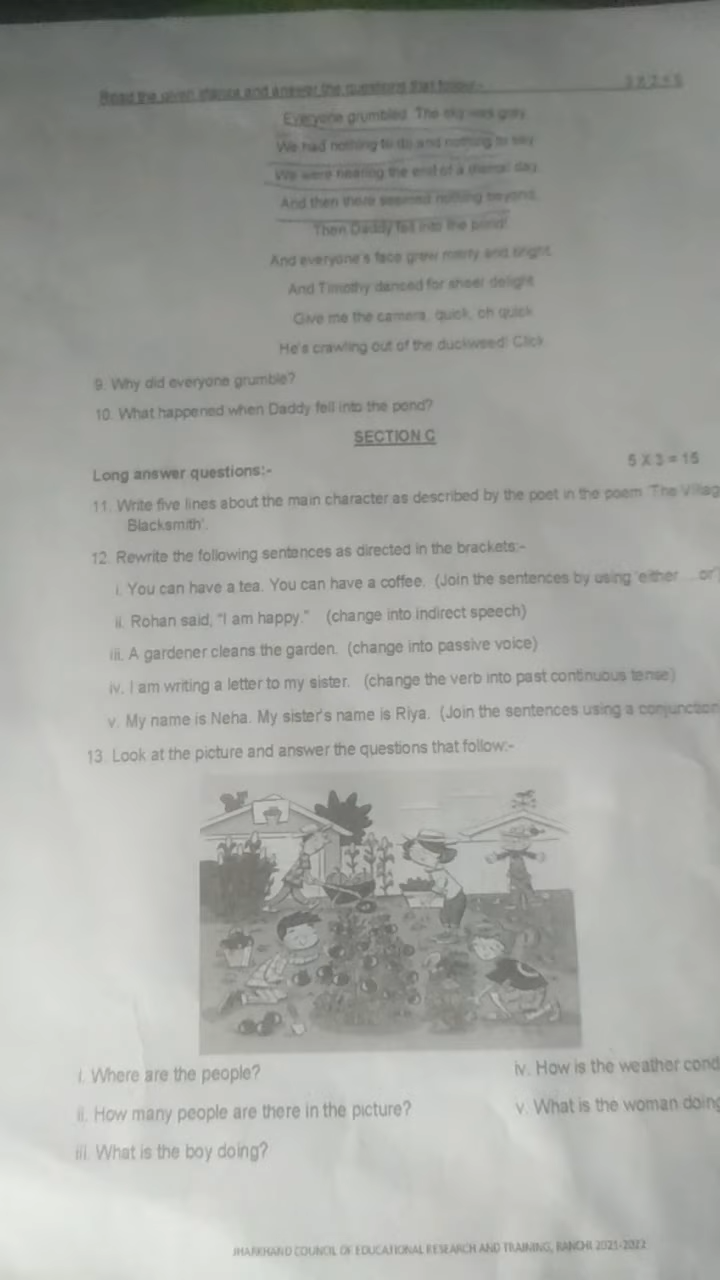 Read the given stanza and answer the questions that follow:-
Everyone grumbled. The sky was grey.
We had nothing to do and nothing to say.
We were nearing the end of a dismal day.
And then there seemed nothing beyond,
Then Daddy fell into the pond!
And everyone's face grew merry and bright
And Timothy danced for sheer delight
Give me the camera, quick, oh quick
He's crawling out of the duckweed! Click
9. Why did everyone grumble?
10. What happened when Daddy fell into the pond?
SECTION C
Long answer questions:- 5 X 3 = 15
11. Write five lines about the main character as described by the poet in the poem 'The Villag
Blacksmith'.
12. Rewrite the following sentences as directed in the brackets:-
i. You can have a tea. You can have a coffee. (Join the sentences by using 'either ... or'
ii. Rohan said, "I am happy." (change into indirect speech)
iii. A gardener cleans the garden. (change into passive voice)
iv. I am writing a letter to my sister. (change the verb into past continuous tense)
v. My name is Neha. My sister's name is Riya. (Join the sentences using a conjunction
13. Look at the picture and answer the questions that follow:-
i. Where are the people? iv. How is the weather cond
ii. How many people are there in the picture? v. What is the woman doing
iii. What is the boy doing?
JHARKHAND COUNCIL OF EDUCATIONAL RESEARCH AND TRAINING, RANCHI 2021-2022